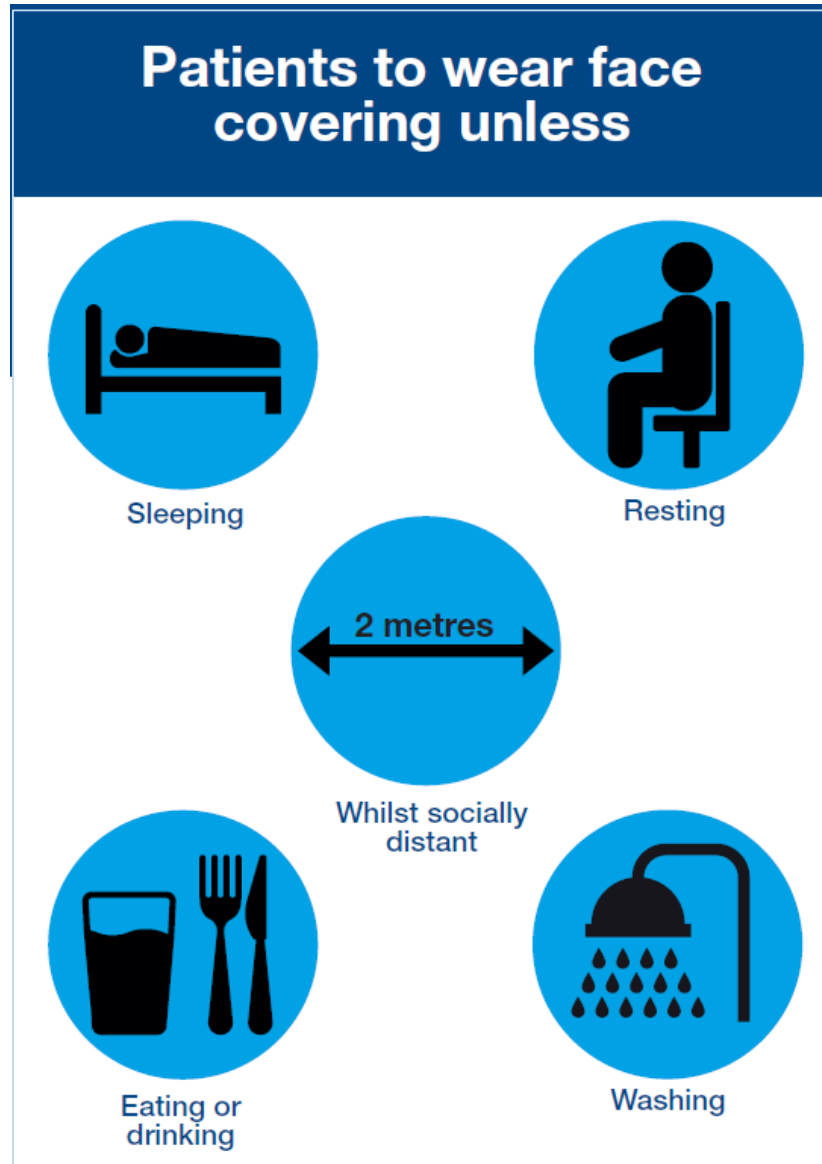 Patients to wear face
covering unless
Sleeping
Resting
2 metres
Whilst socially
distant
Eating or
drinking
Washing